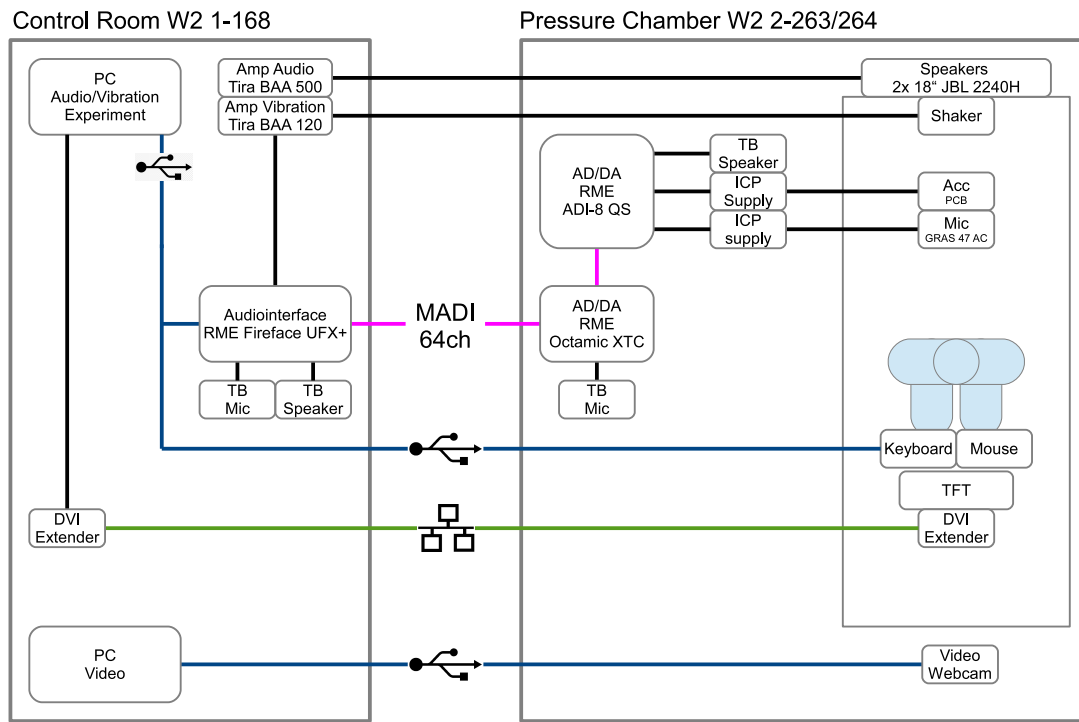 Control Room W2 1-168
Pressure Chamber W2 2-263/264
PC
Audio/Vibration
Experiment
Amp Audio
Tira BAA 500
Amp Vibration
Tira BAA 120
Speakers
2x 18“ JBL 2240H
Shaker
AD/DA
RME
ADI-8 QS
TB
Speaker
ICP
Supply
ICP
supply
Acc
PCB
Mic
GRAS 47 AC
Audiointerface
RME Fireface UFX+
MADI
64ch
AD/DA
RME
Octamic XTC
TB
Mic
TB
Speaker
TB
Mic
Keyboard
Mouse
TFT
DVI
Extender
DVI
Extender
PC
Video
Video
Webcam